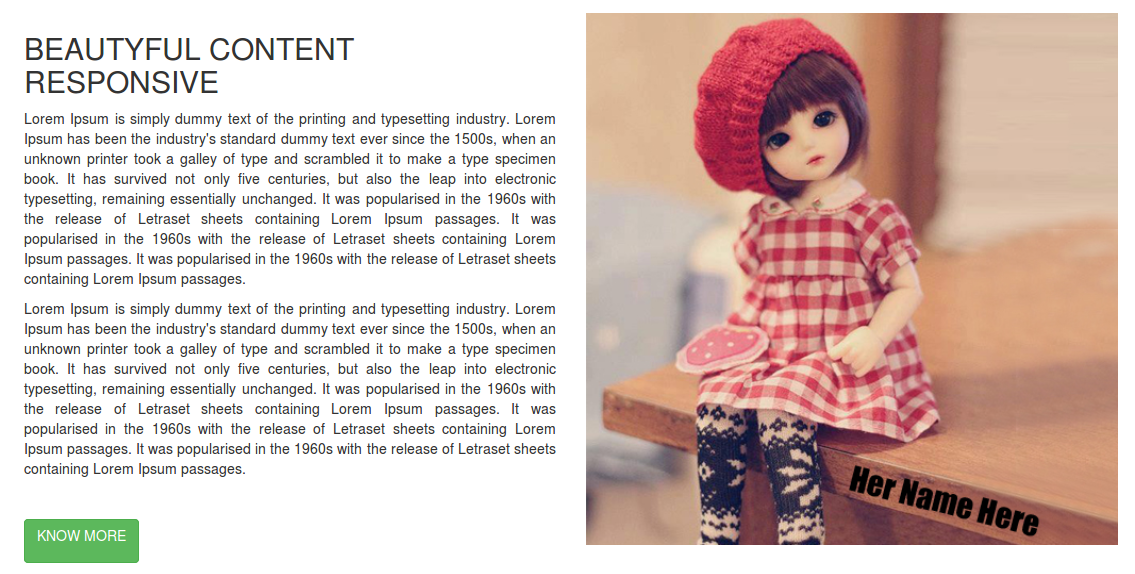 BEAUTYFUL CONTENT
RESPONSIVE
Lorem Ipsum is simply dummy text of the printing and typesetting industry. Lorem
Ipsum has been the industry's standard dummy text ever since the 1500s, when an
unknown printer took a galley of type and scrambled it to make a type specimen
book. It has survived not only five centuries, but also the leap into electronic
typesetting, remaining essentially unchanged. It was popularised in the 1960s with
the release of Letraset sheets containing Lorem Ipsum passages. It was
popularised in the 1960s with the release of Letraset sheets containing Lorem
Ipsum passages. It was popularised in the 1960s with the release of Letraset sheets
containing Lorem Ipsum passages.
Lorem Ipsum is simply dummy text of the printing and typesetting industry. Lorem
Ipsum has been the industry's standard dummy text ever since the 1500s, when an
unknown printer took a galley of type and scrambled it to make a type specimen
book. It has survived not only five centuries, but also the leap into electronic
typesetting, remaining essentially unchanged. It was popularised in the 1960s with
the release of Letraset sheets containing Lorem Ipsum passages. It was
popularised in the 1960s with the release of Letraset sheets containing Lorem
Ipsum passages. It was popularised in the 1960s with the release of Letraset sheets
containing Lorem Ipsum passages.
KNOW MORE
Her Name Here